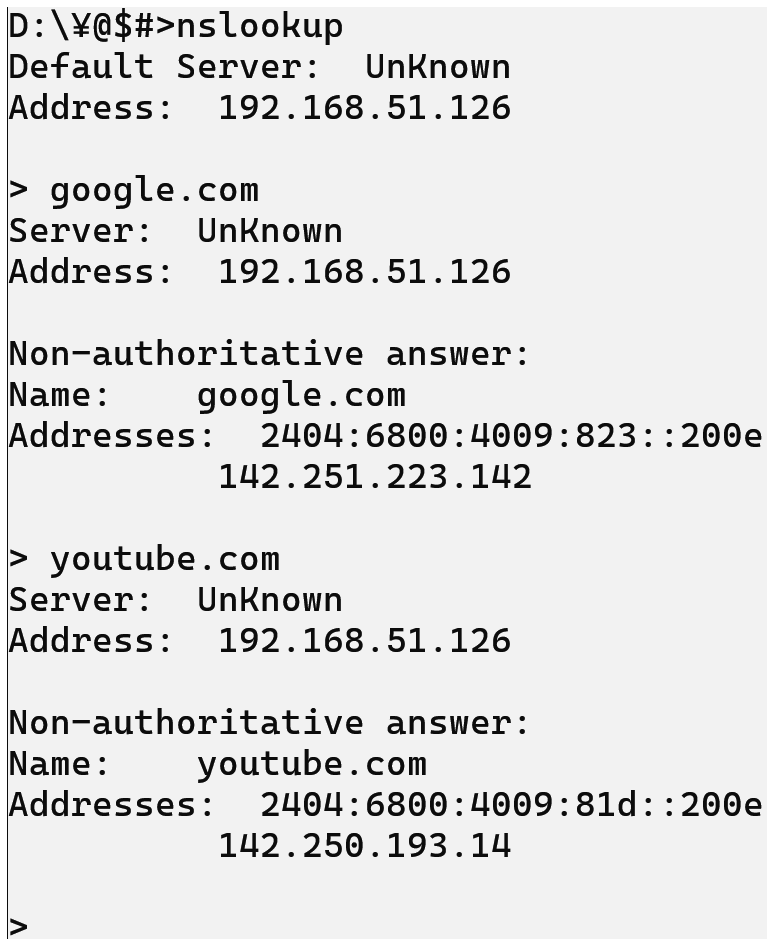 D:\¥@$#>nslookup
Default Server:  UnKnown
Address:  192.168.51.126

> google.com
Server:  UnKnown
Address:  192.168.51.126

Non-authoritative answer:
Name:    google.com
Addresses:  2404:6800:4009:823::200e
          142.251.223.142

> youtube.com
Server:  UnKnown
Address:  192.168.51.126

Non-authoritative answer:
Name:    youtube.com
Addresses:  2404:6800:4009:81d::200e
          142.250.193.14

>